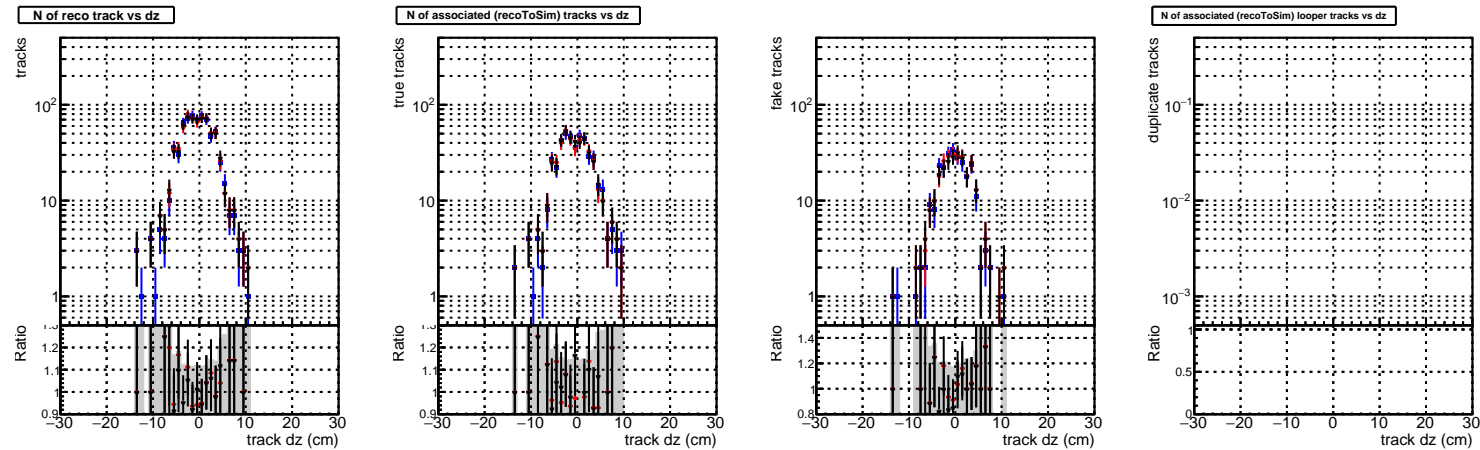 N of reco track vs dz
tracks
10²
10
1
Ratio
1.3
1.2
1.1
1
0.9
−30 −20 −10 0 10 20 30
track dz (cm)
N of associated (recoToSim) tracks vs dz
true tracks
10²
10
1
Ratio
1.3
1.2
1.1
1
0.9
−30 −20 −10 0 10 20 30
track dz (cm)
fake tracks
10²
10
1
Ratio
1.4
1.2
1
0.8
−30 −20 −10 0 10 20 30
track dz (cm)
N of associated (recoToSim) looper tracks vs dz
duplicate tracks
10⁻¹
10⁻²
10⁻³
Ratio
1
0.5
0
−30 −20 −10 0 10 20 30
track dz (cm)